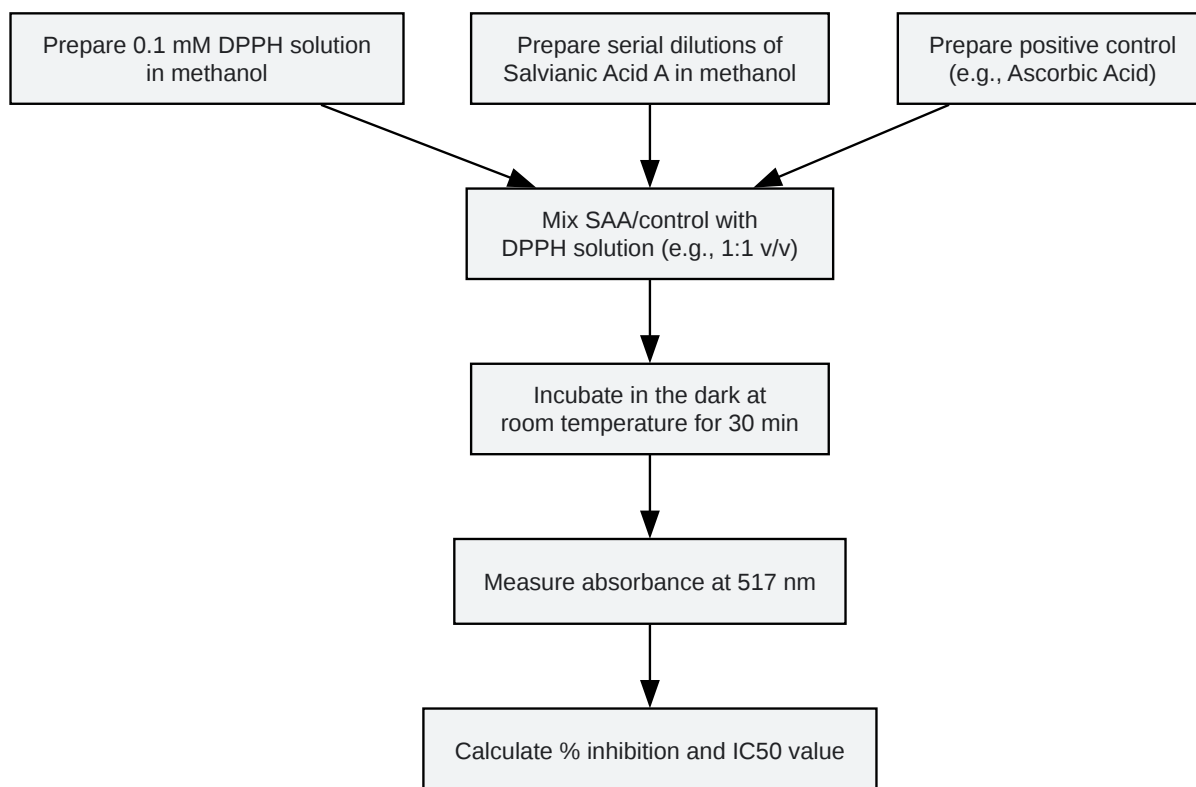 Prepare 0.1 mM DPPH solution
in methanol
Prepare serial dilutions of
Salvianic Acid A in methanol
Prepare positive control
(e.g., Ascorbic Acid)
Mix SAA/control with
DPPH solution (e.g., 1:1 v/v)
Incubate in the dark at
room temperature for 30 min
Measure absorbance at 517 nm
Calculate % inhibition and IC50 value